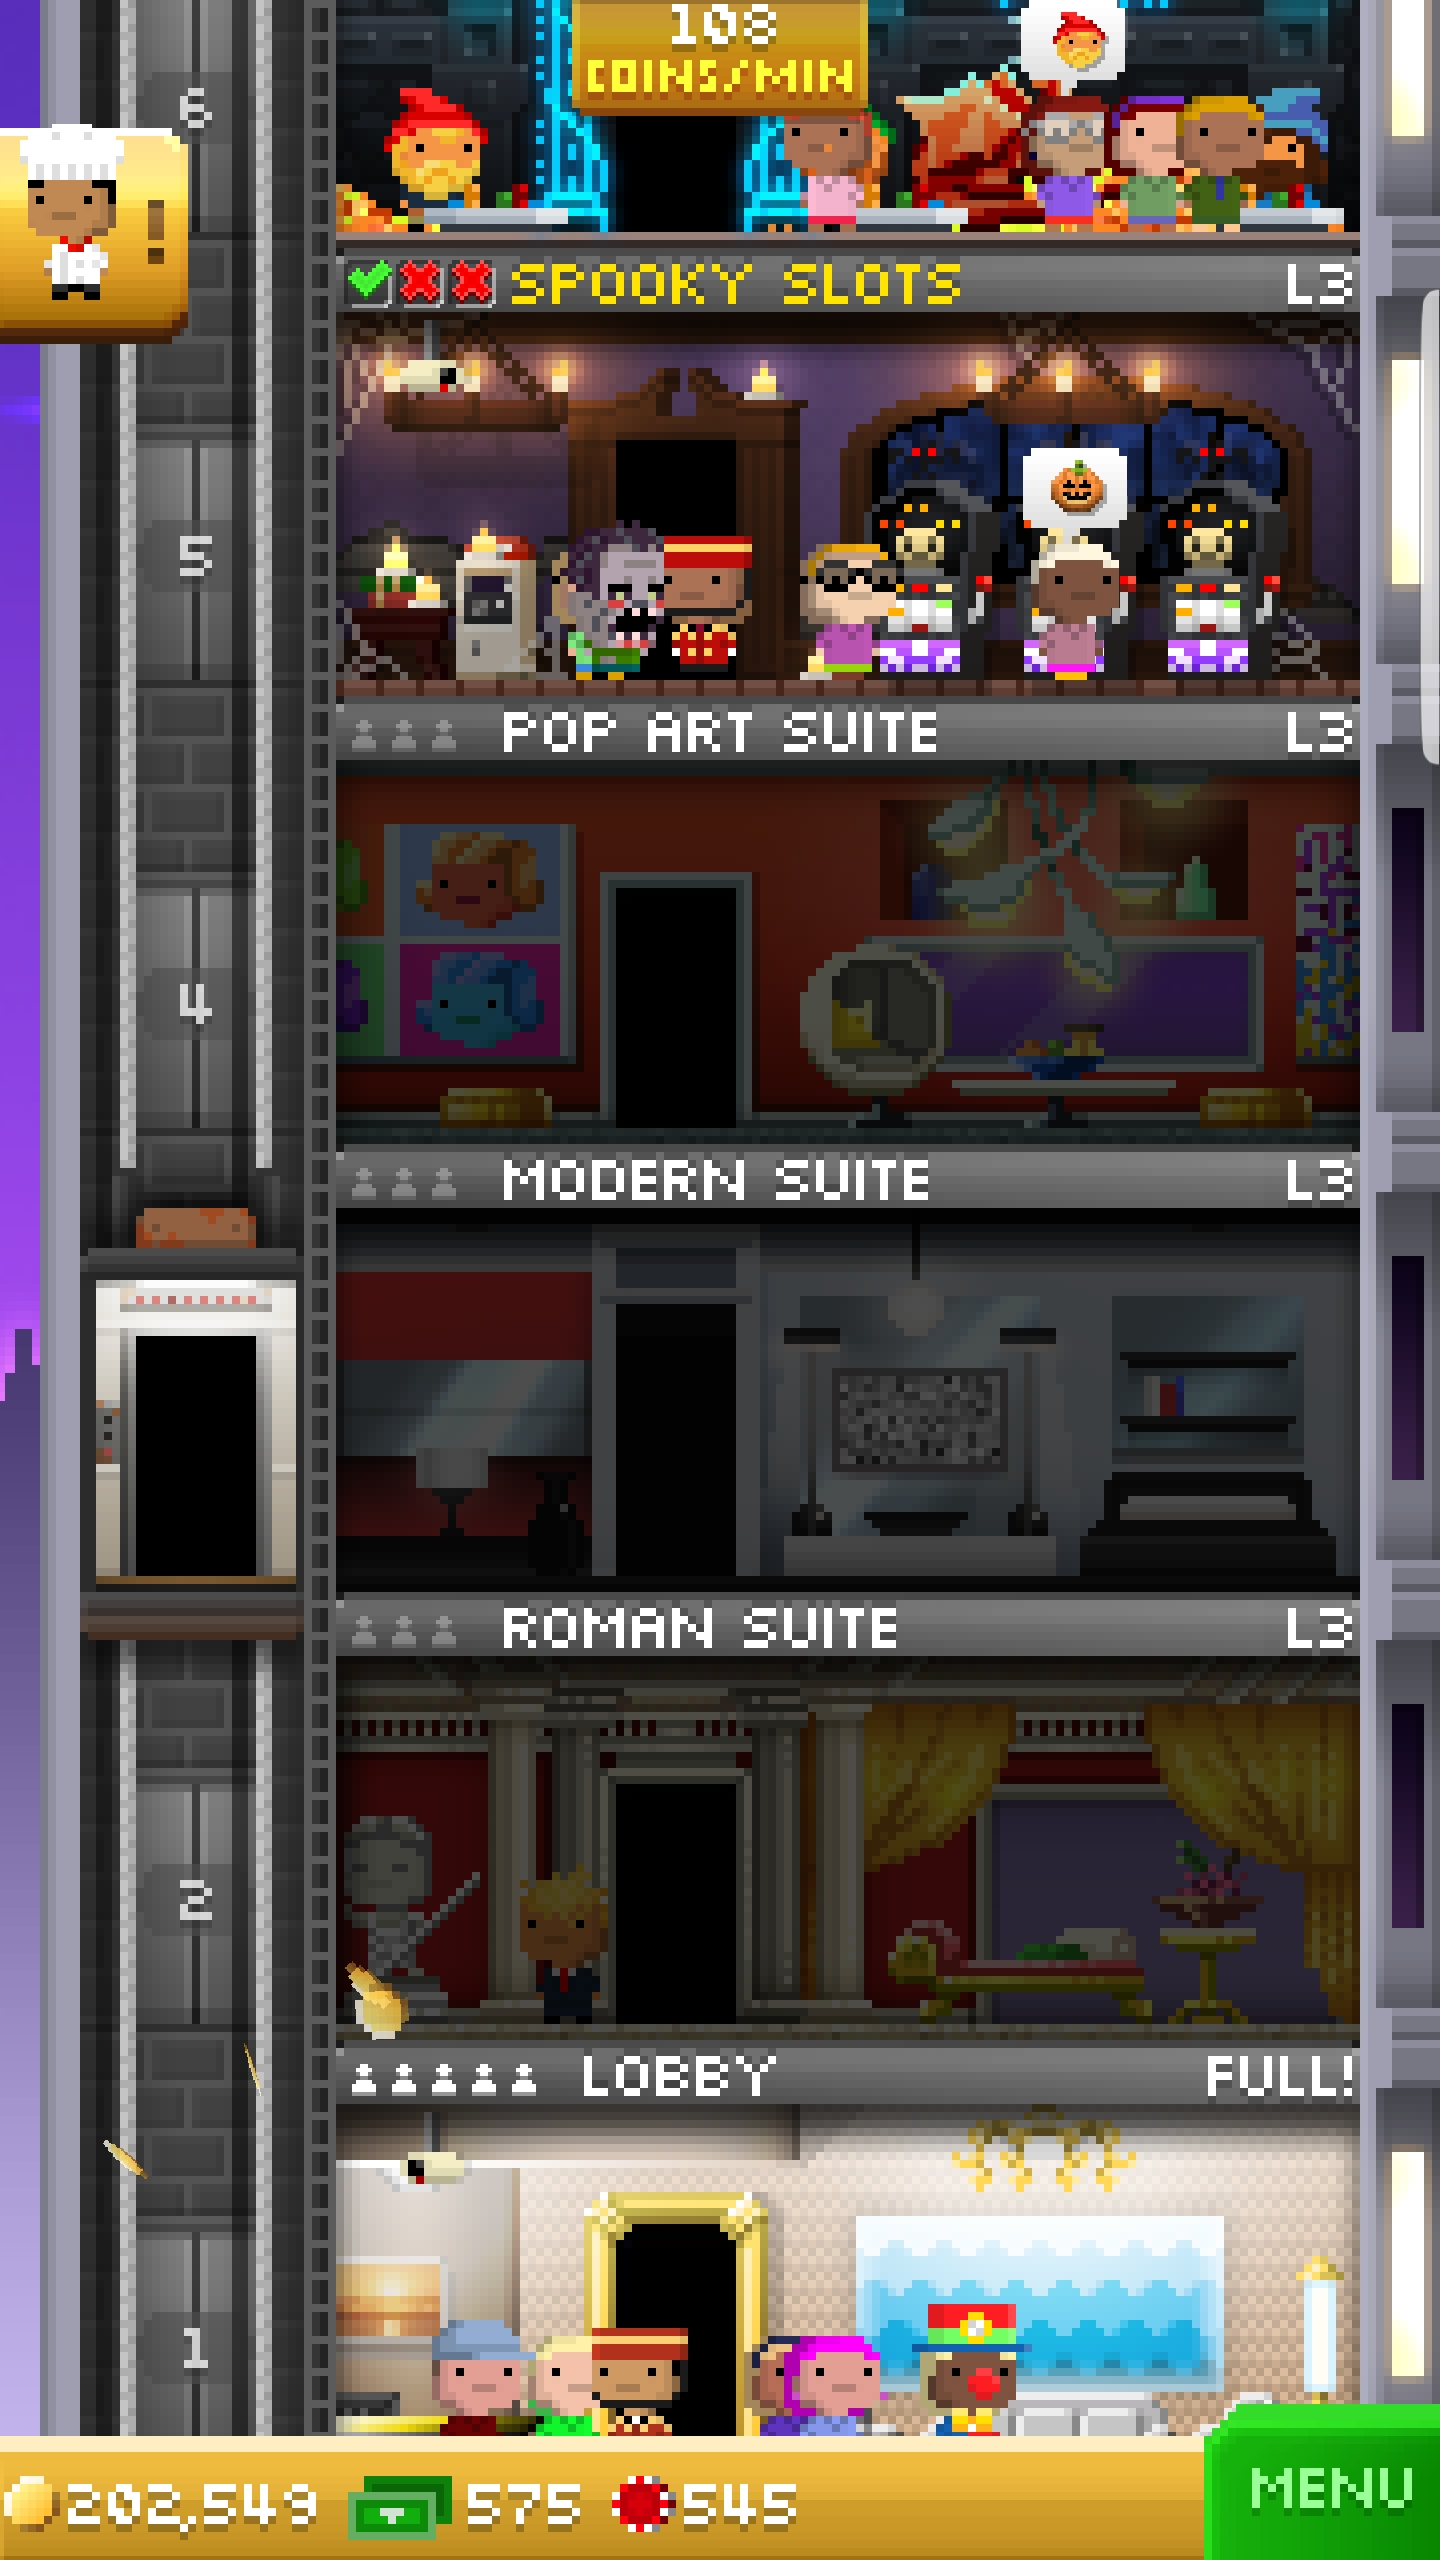 108
COINS/MIN
6
!
SPOOKY SLOTS L3
5
POP ART SUITE L3
4
MODERN SUITE L3
ROMAN SUITE L3
2
LOBBY FULL!
1
202,549 575 545 MENU